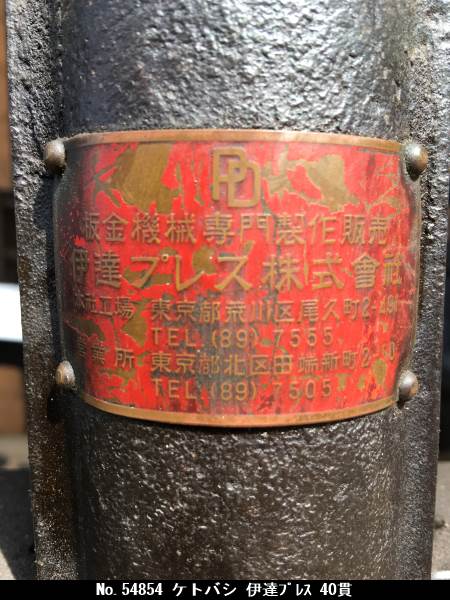 PD
板金機械専門製作販売
伊達プレス株式會社
本社工場 東京都荒川区尾久町2-491
TEL (89)-7555
営業所 東京都北区田端新町2-
TEL (89)-7505
No.54854 ケトバシ 伊達プレス 40貫